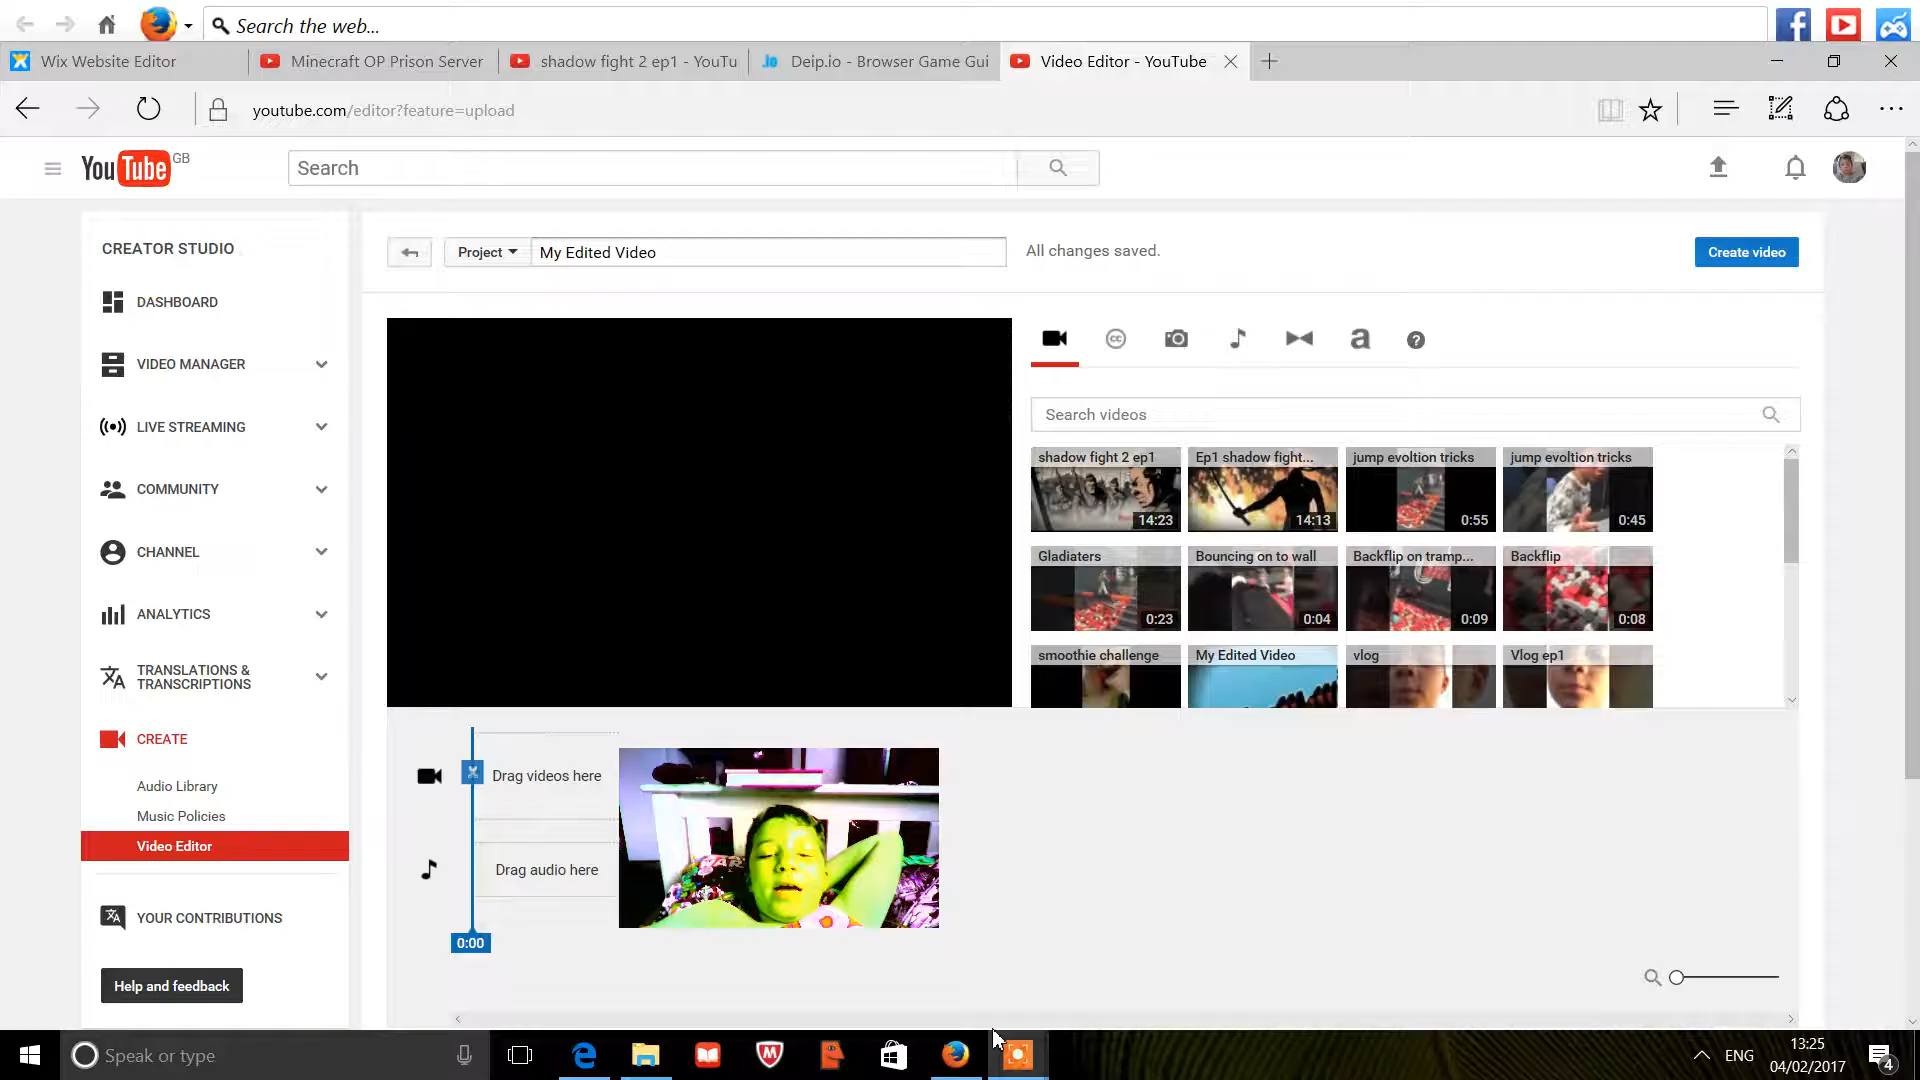 Search the web...
Wix Website Editor
Minecraft OP Prison Server
shadow fight 2 ep1 - YouTu
.io
Deip.io - Browser Game Gui
Video Editor - YouTube
youtube.com/editor?feature=upload
YouTube GB
Search
CREATOR STUDIO
Project
My Edited Video
All changes saved.
Create video
DASHBOARD
VIDEO MANAGER
LIVE STREAMING
COMMUNITY
CHANNEL
ANALYTICS
TRANSLATIONS &
TRANSCRIPTIONS
CREATE
Audio Library
Music Policies
Video Editor
YOUR CONTRIBUTIONS
Help and feedback
cc
a
?
Search videos
shadow fight 2 ep1
14:23
Ep1 shadow fight...
14:13
jump evoltion tricks
0:55
jump evoltion tricks
0:45
Gladiaters
0:23
Bouncing on to wall
0:04
Backflip on tramp...
0:09
Backflip
0:08
smoothie challenge
My Edited Video
vlog
Vlog ep1
Drag videos here
Drag audio here
0:00
Speak or type
ENG
13:25
04/02/2017
4